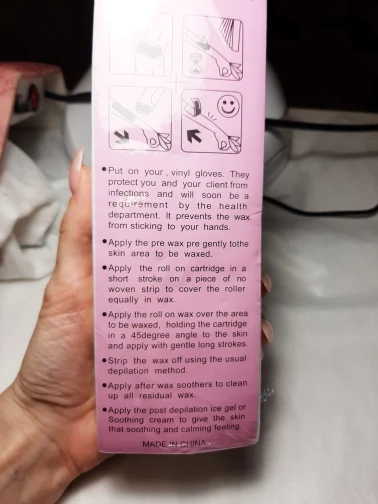 •Put on your , vinyl gloves. They
protect you and your client from
infections and will soon be a
requirement by the health
department. It prevents the wax
from sticking to your hands.
•Apply the pre wax pre gently tothe
skin area to be waxed.
•Apply the roll on cartridge in a
short stroke on a piece of no
woven strip to cover the roller
equally in wax.
•Apply the roll on wax over the area
to be waxed, holding the cartridge
in a 45degree angle to the skin
and apply with gentle long strokes.
•Strip the wax off using the usual
depilation method
•Apply after wax soothers to clean
up all residual wax.
•Apply the post depilation ice gel or
Soothing cream to give the skin
that soothing and calming feeling.
MADE IN CHINA